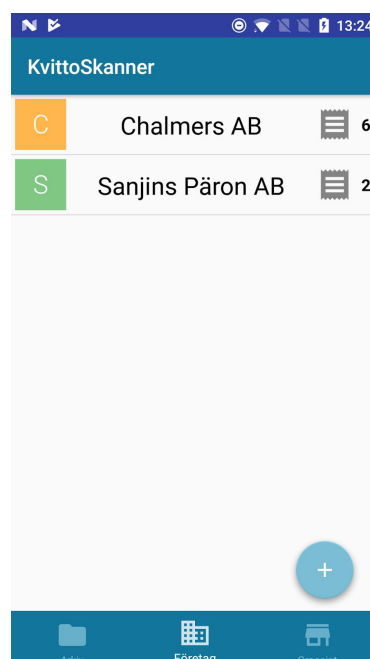 13:24
KvittoSkanner
C Chalmers AB 6
S Sanjins Päron AB 2
+
Företag